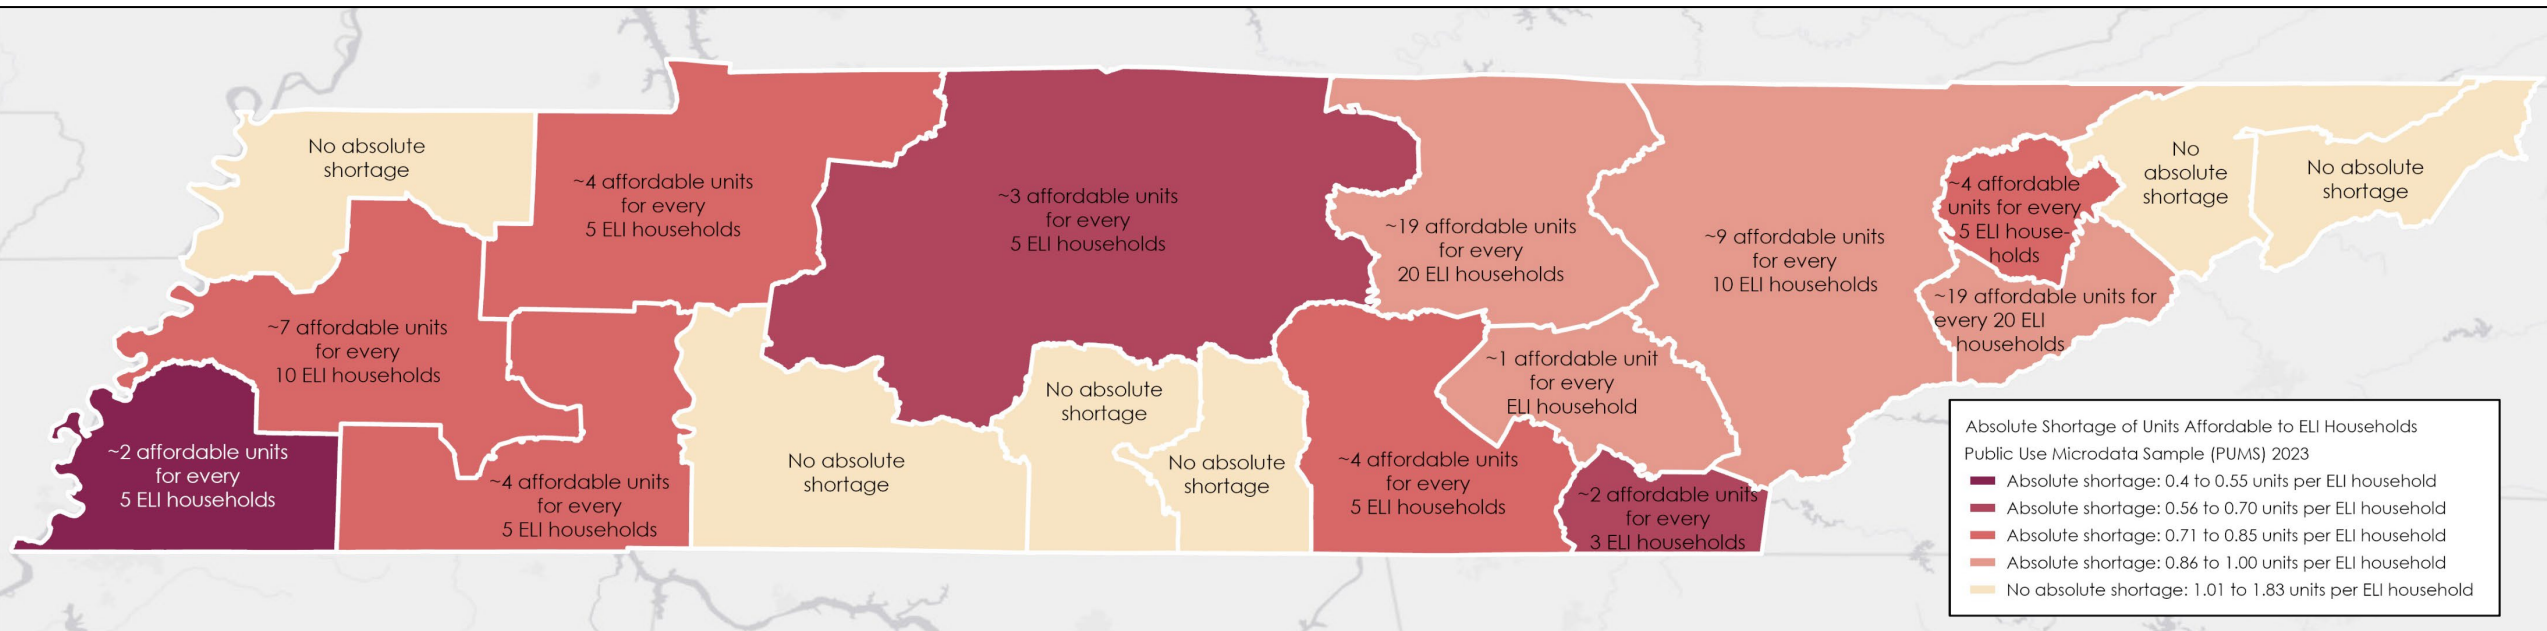 No absolute
shortage
~4 affordable units
for every
5 ELI households
~3 affordable units
for every
5 ELI households
~19 affordable units
for every
20 ELI households
~9 affordable units
for every
10 ELI households
~4 affordable
units for every
5 ELI house-
holds
No
absolute
shortage
No absolute
shortage
~7 affordable units
for every
10 ELI households
~19 affordable units for
every 20 ELI
households
~2 affordable units
for every
5 ELI households
~4 affordable units
for every
5 ELI households
No absolute
shortage
No absolute
shortage
No absolute
shortage
~4 affordable units
for every
5 ELI households
~1 affordable unit
for every
ELI household
~2 affordable units
for every
3 ELI households
Absolute Shortage of Units Affordable to ELI Households
Public Use Microdata Sample (PUMS) 2023
Absolute shortage: 0.4 to 0.55 units per ELI household
Absolute shortage: 0.56 to 0.70 units per ELI household
Absolute shortage: 0.71 to 0.85 units per ELI household
Absolute shortage: 0.86 to 1.00 units per ELI household
No absolute shortage: 1.01 to 1.83 units per ELI household